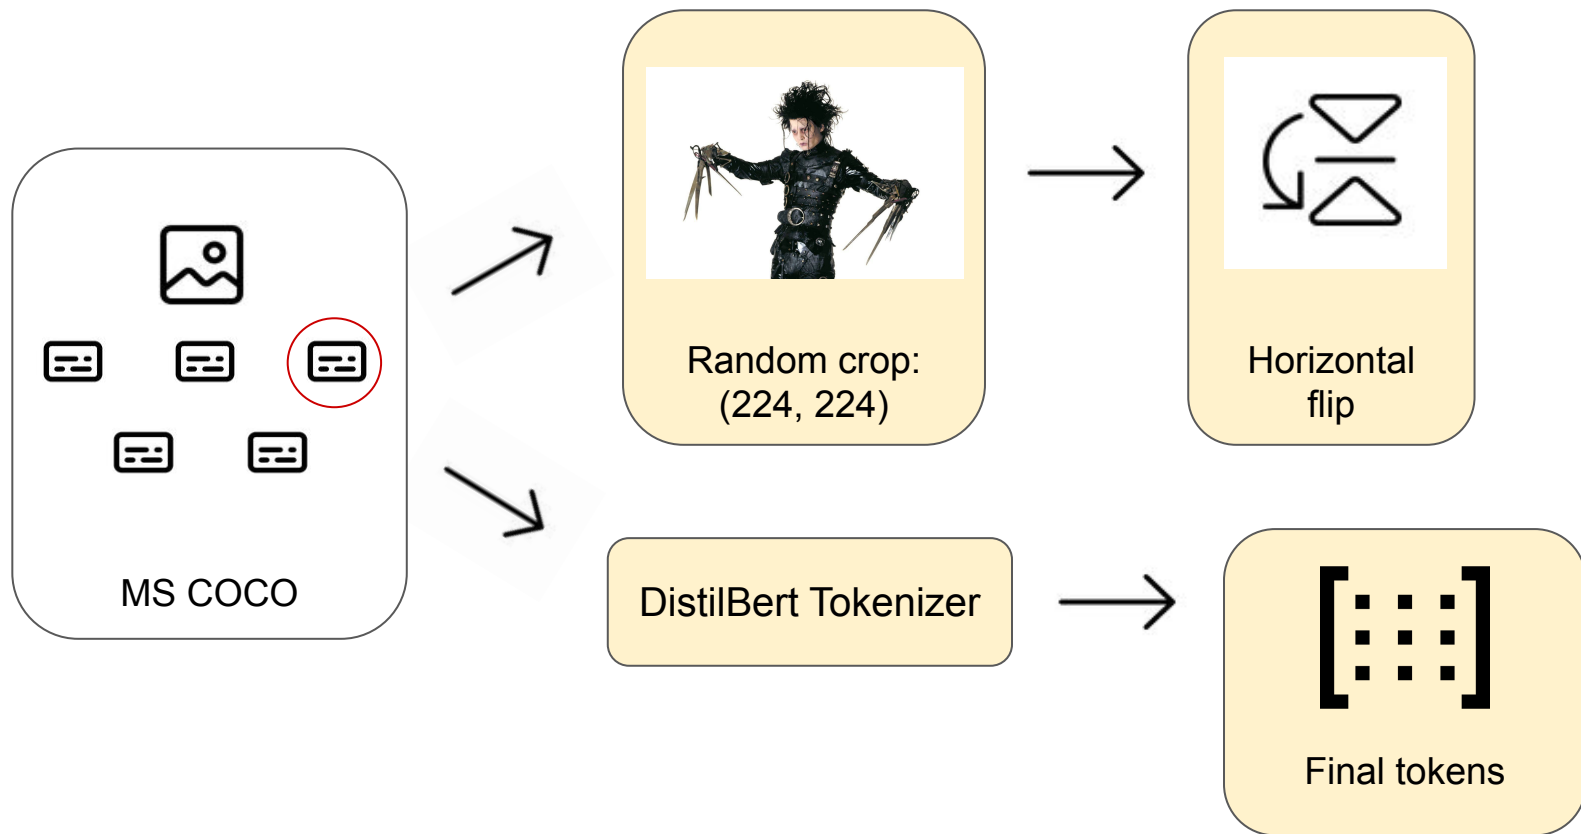 MS COCO
Random crop:
(224, 224)
Horizontal
flip
DistilBert Tokenizer
Final tokens